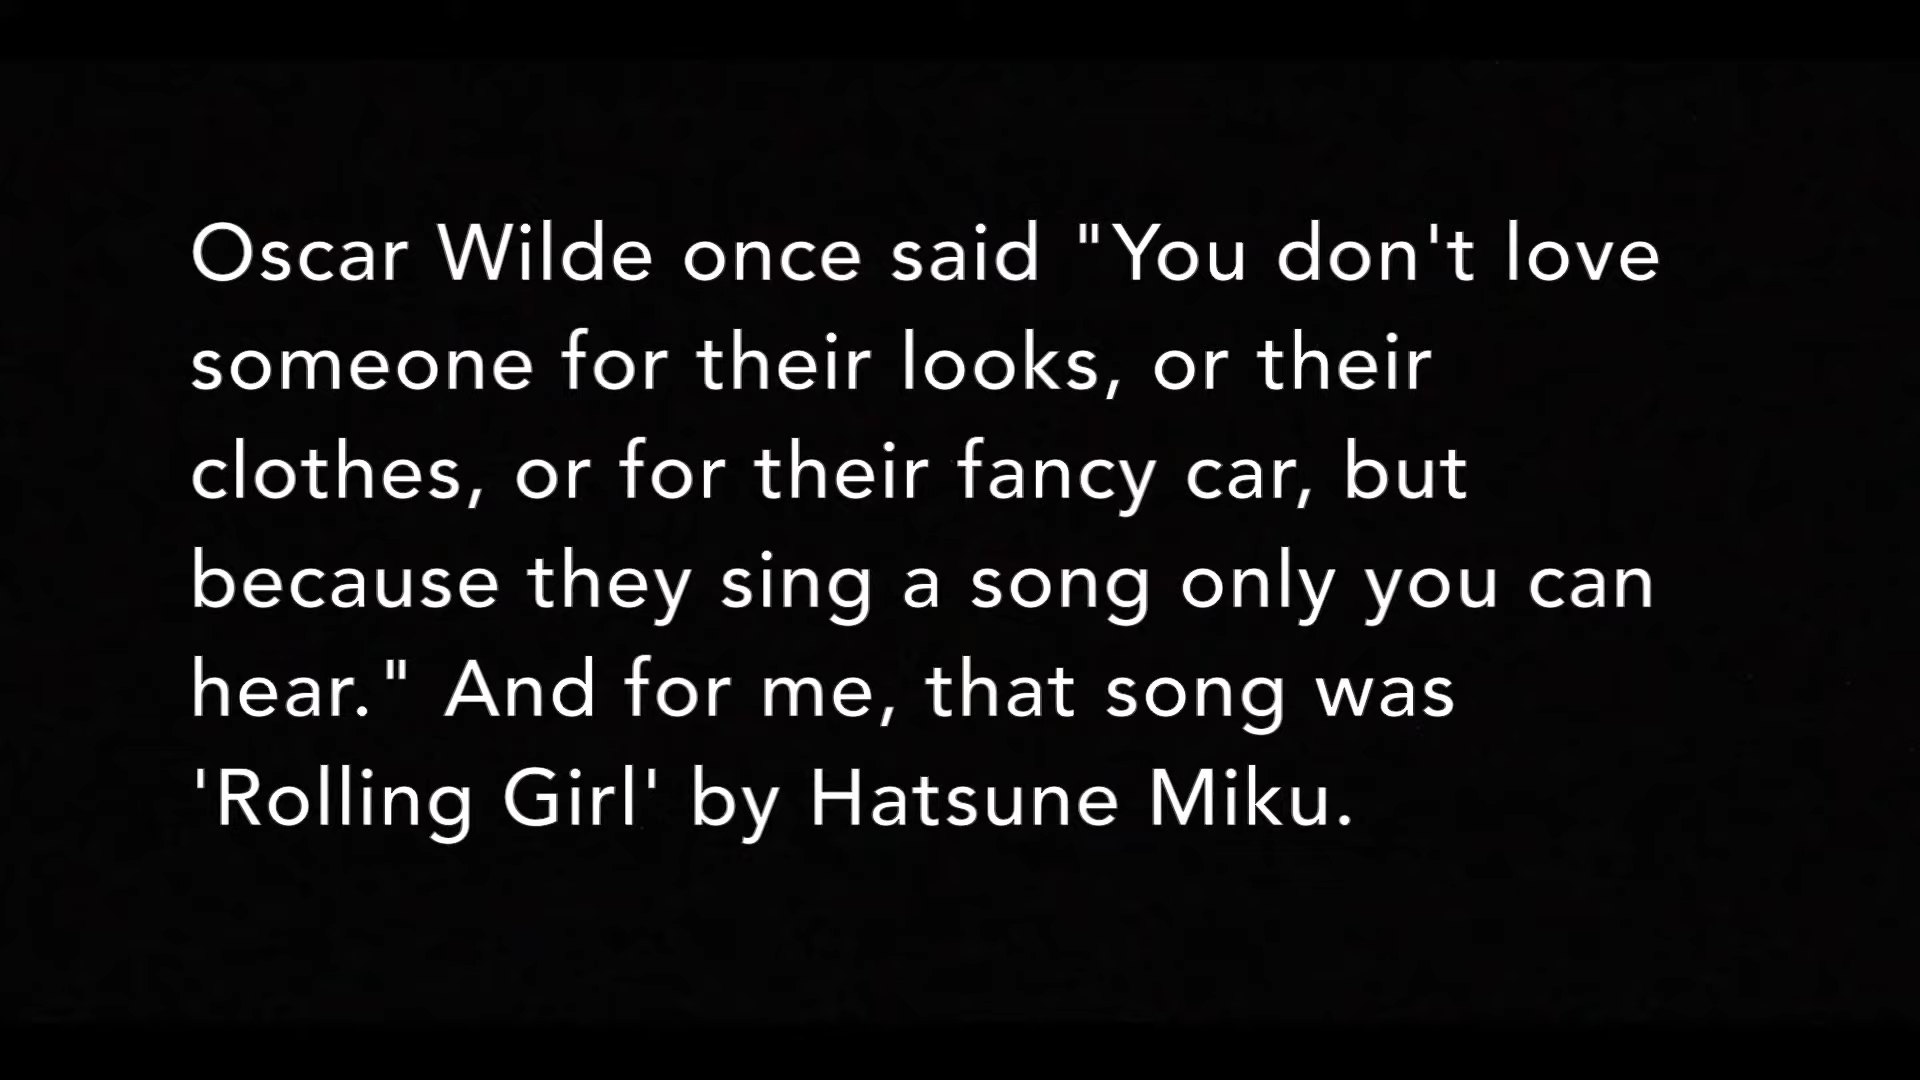 Oscar Wilde once said "You don't love
someone for their looks, or their
clothes, or for their fancy car, but
because they sing a song only you can
hear." And for me, that song was
'Rolling Girl' by Hatsune Miku.